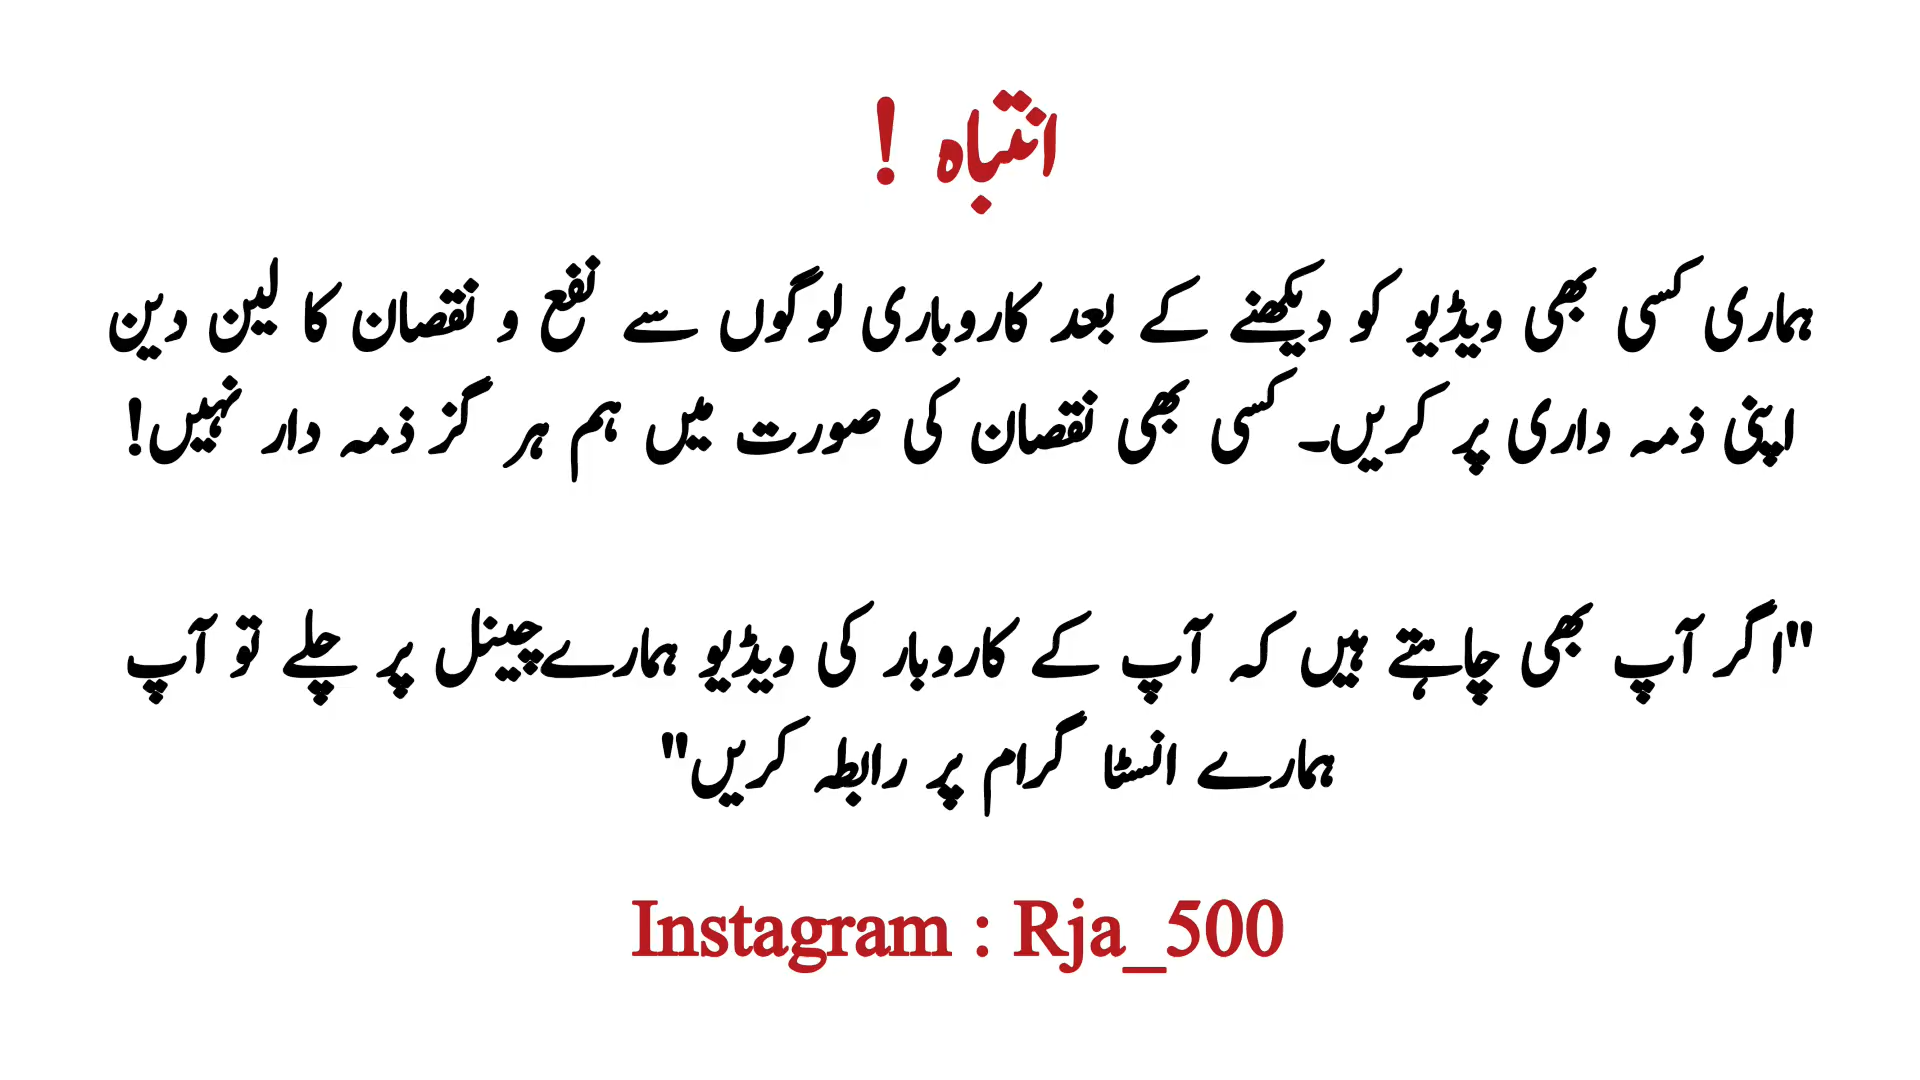 انتباہ !
ہماری کسی بھی ویڈیو کو دیکھنے کے بعد کاروباری لوگوں سے نفع و نقصان کا لین دین
اپنی ذمہ داری پر کریں۔ کسی بھی نقصان کی صورت میں ہم ہر گز ذمہ دار نہیں!
"اگر آپ بھی چاہتے ہیں کہ آپ کے کاروبار کی ویڈیو ہمارے چینل پر چلے تو آپ
ہمارے انسٹا گرام پر رابطہ کریں"
Instagram : Rja_500